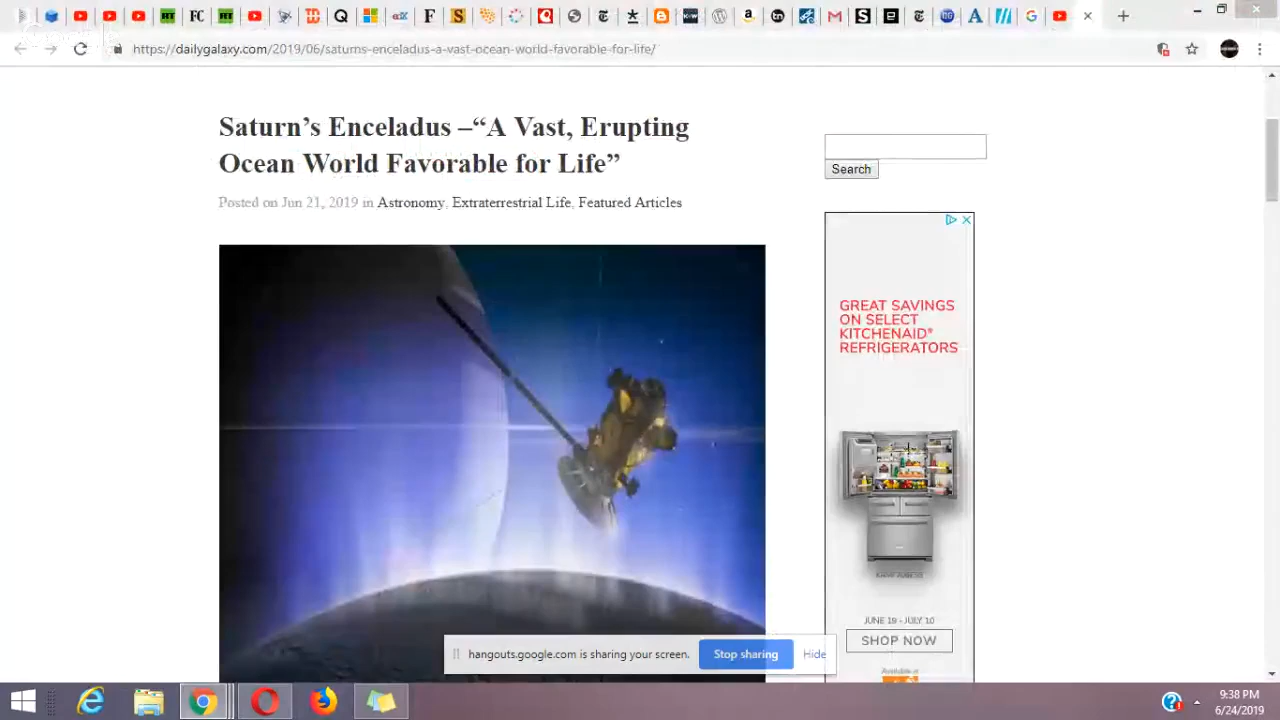 https://dailygalaxy.com/2019/06/saturns-enceladus-a-vast-ocean-world-favorable-for-life/
Saturn's Enceladus –“A Vast, Erupting
Ocean World Favorable for Life”
Posted on Jun 21, 2019 in Astronomy, Extraterrestrial Life, Featured Articles
Search
GREAT SAVINGS
ON SELECT
KITCHENAID®
REFRIGERATORS
JUNE 19 - JULY 10
SHOP NOW
Available at
hangouts.google.com is sharing your screen.
Stop sharing
Hide
9:38 PM
6/24/2019